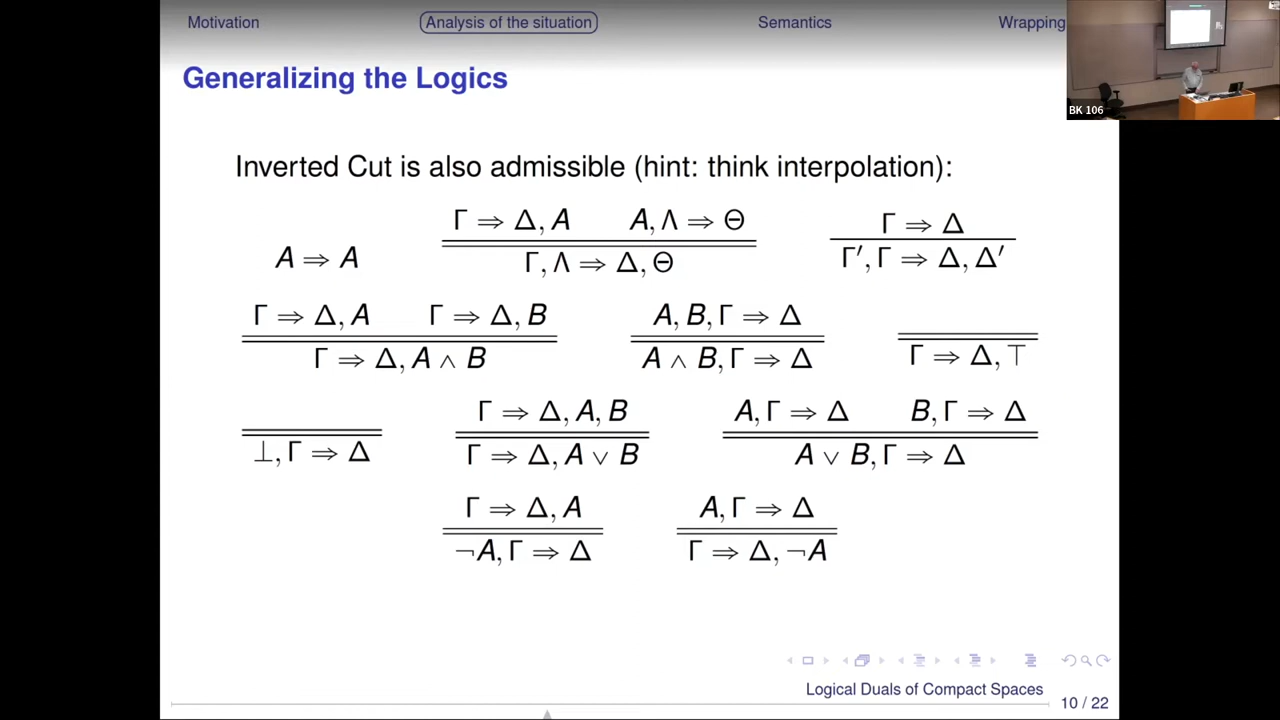 Motivation Analysis of the situation Semantics Wrapping
BK 106
Generalizing the Logics
Inverted Cut is also admissible (hint: think interpolation):
Γ ⇒ Δ, A A, Λ ⇒ Θ Γ ⇒ Δ
A ⇒ A Γ, Λ ⇒ Δ, Θ Γ′, Γ ⇒ Δ, Δ′
Γ ⇒ Δ, A Γ ⇒ Δ, B A, B, Γ ⇒ Δ
Γ ⇒ Δ, A ∧ B A ∧ B, Γ ⇒ Δ Γ ⇒ Δ, ⊤
Γ ⇒ Δ, A, B A, Γ ⇒ Δ B, Γ ⇒ Δ
⊥, Γ ⇒ Δ Γ ⇒ Δ, A ∨ B A ∨ B, Γ ⇒ Δ
Γ ⇒ Δ, A A, Γ ⇒ Δ
¬A, Γ ⇒ Δ Γ ⇒ Δ, ¬A
Logical Duals of Compact Spaces
10 / 22